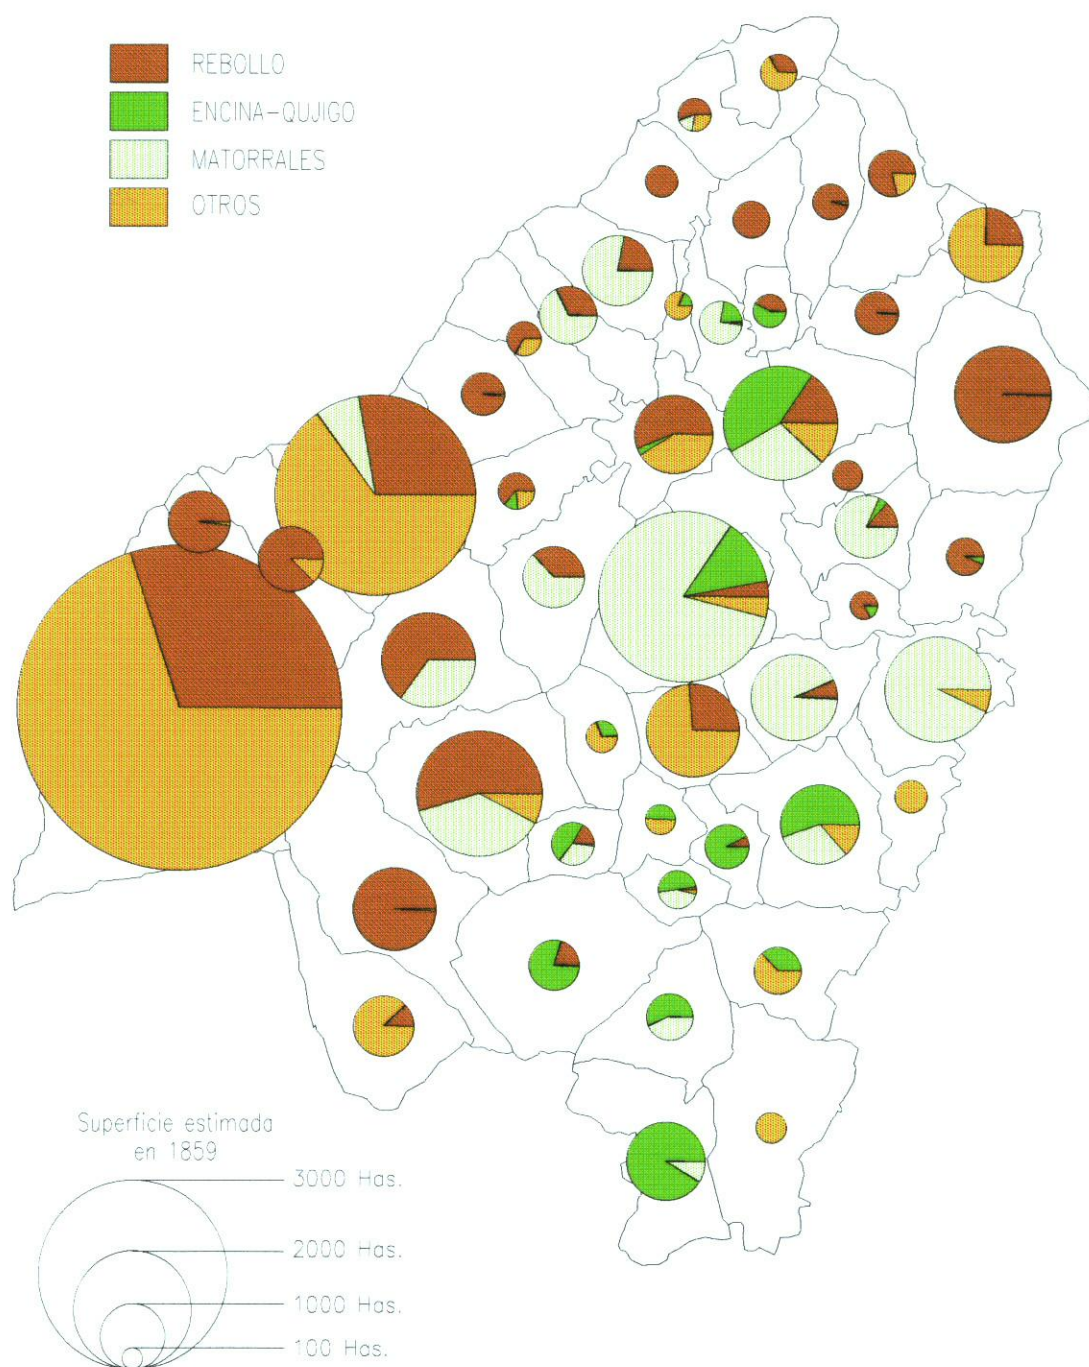 REBOLLO
ENCINA-QUJIGO
MATORRALES
OTROS
Superficie estimada
en 1859
3000 Has.
2000 Has.
1000 Has.
100 Has.